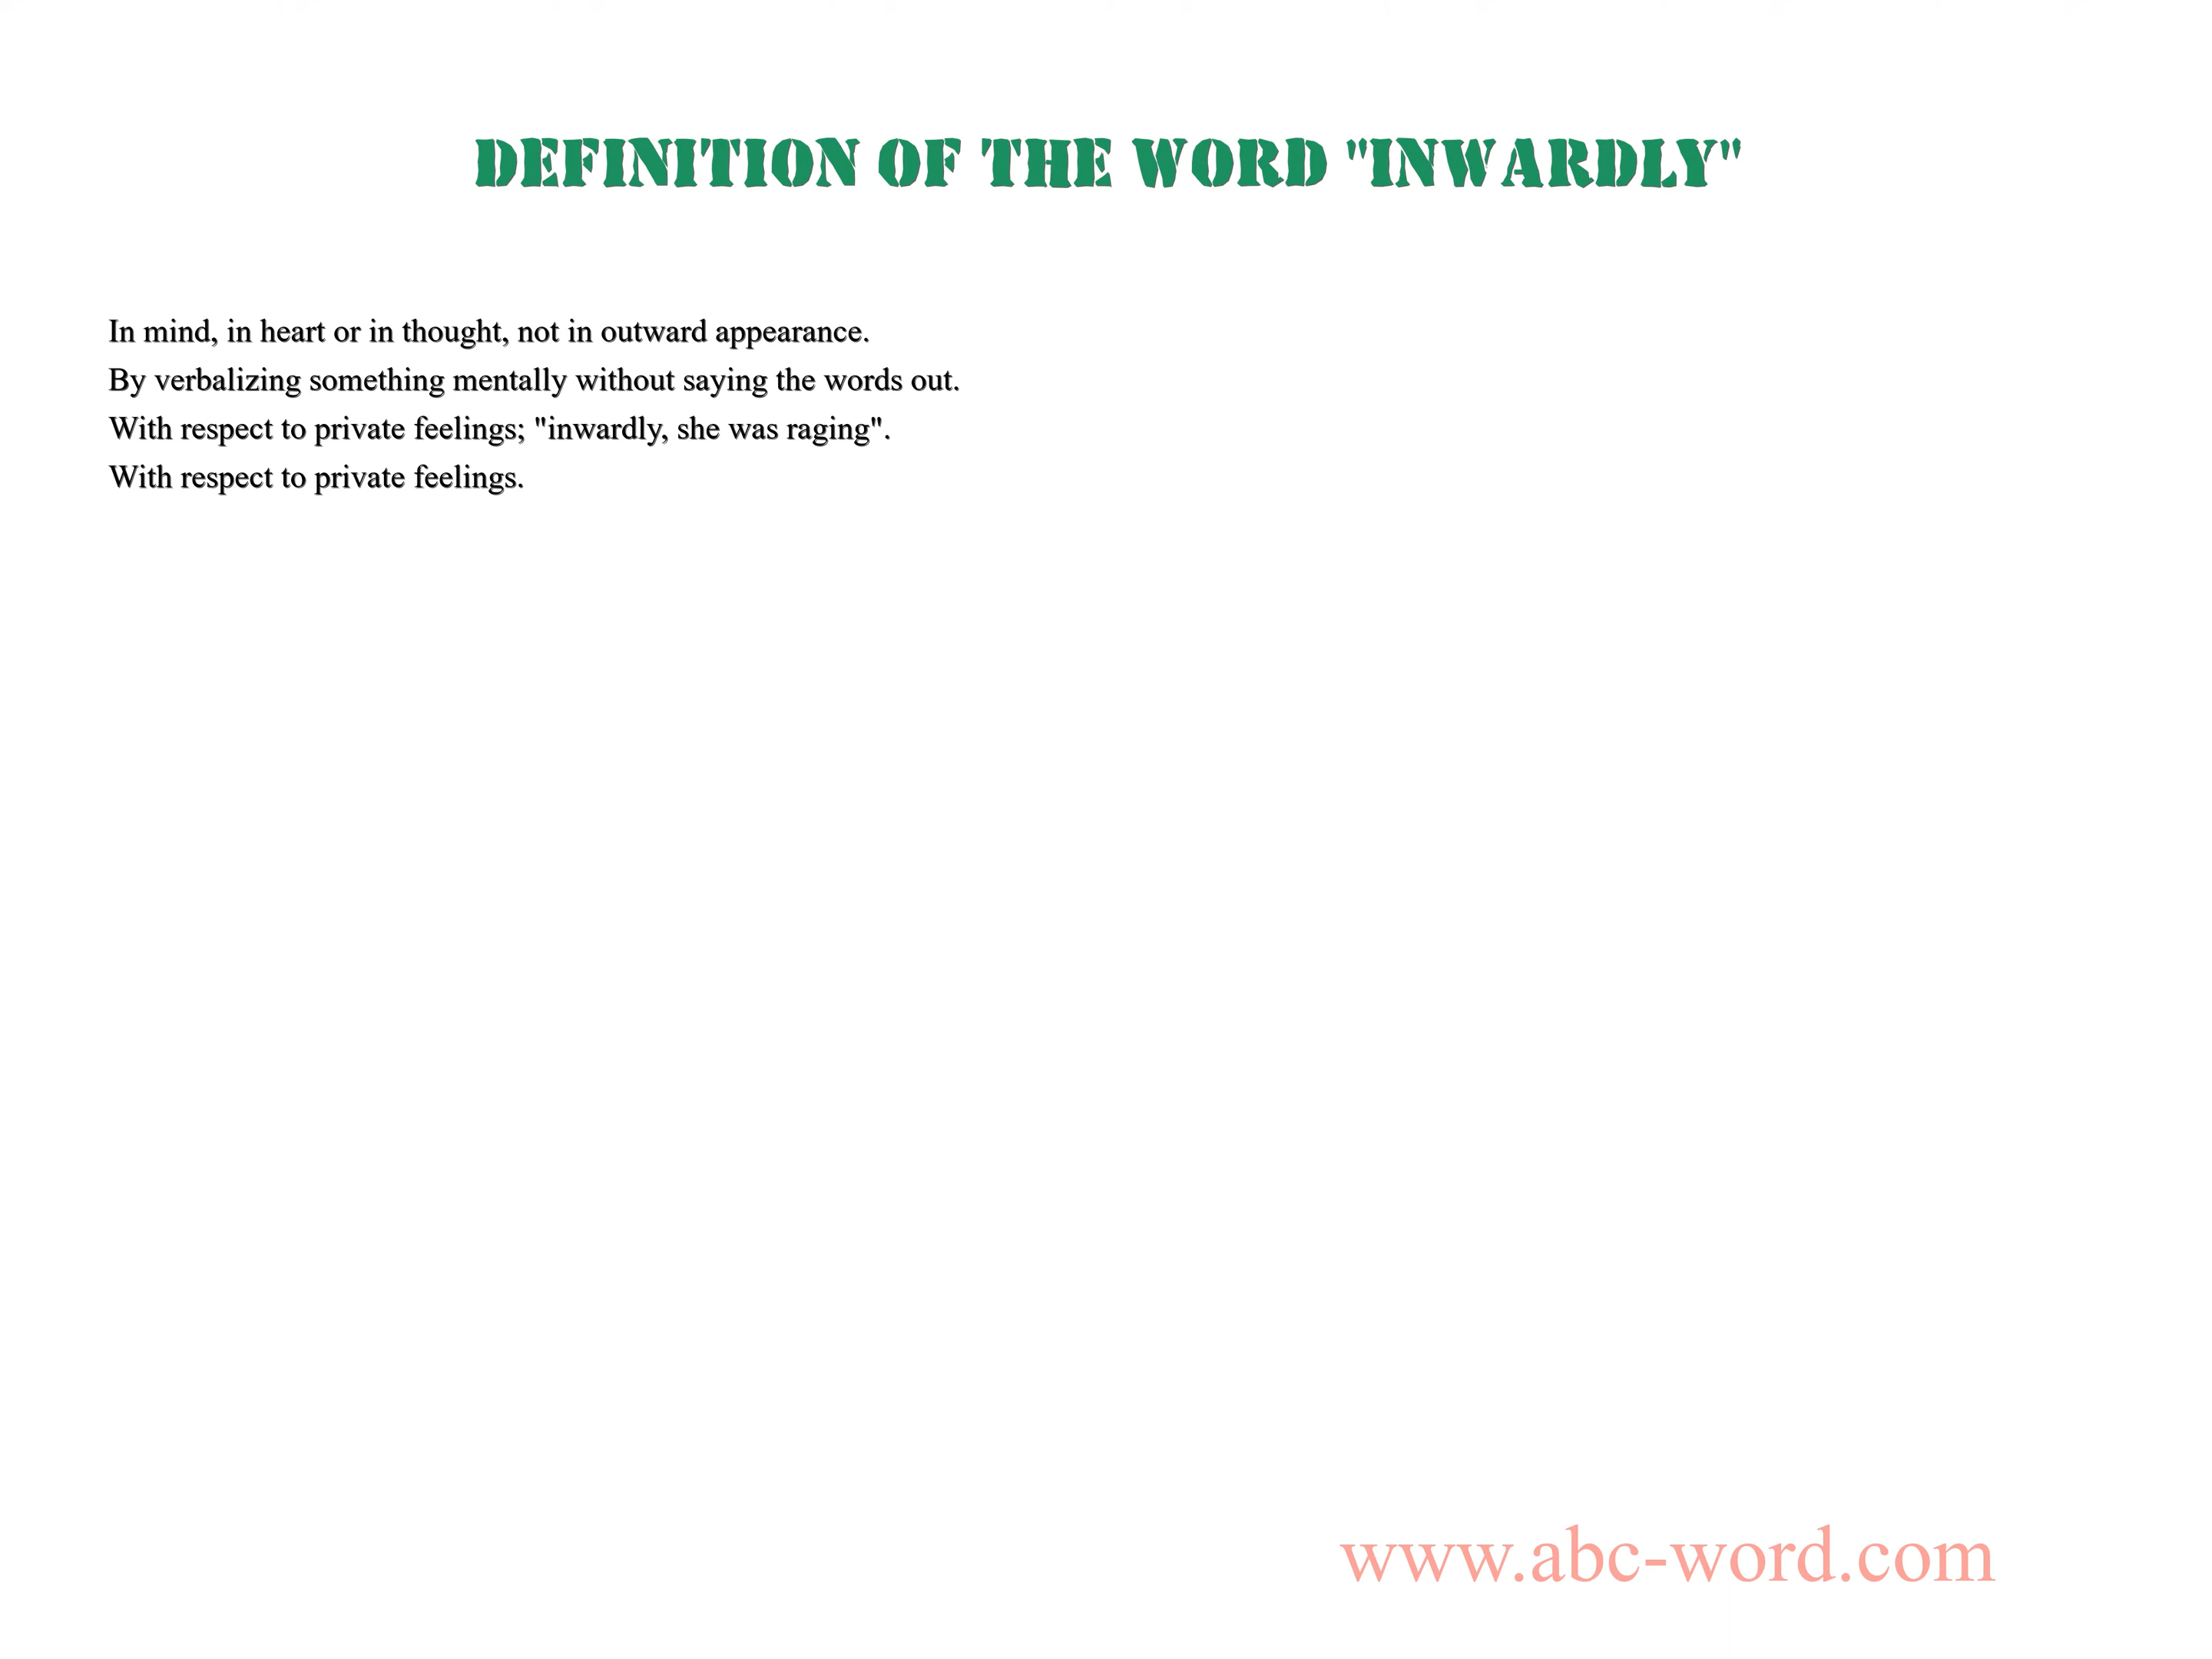 DEFINITION OF THE WORD "INWARDLY"
In mind, in heart or in thought, not in outward appearance.
By verbalizing something mentally without saying the words out.
With respect to private feelings; "inwardly, she was raging".
With respect to private feelings.
www.abc-word.com